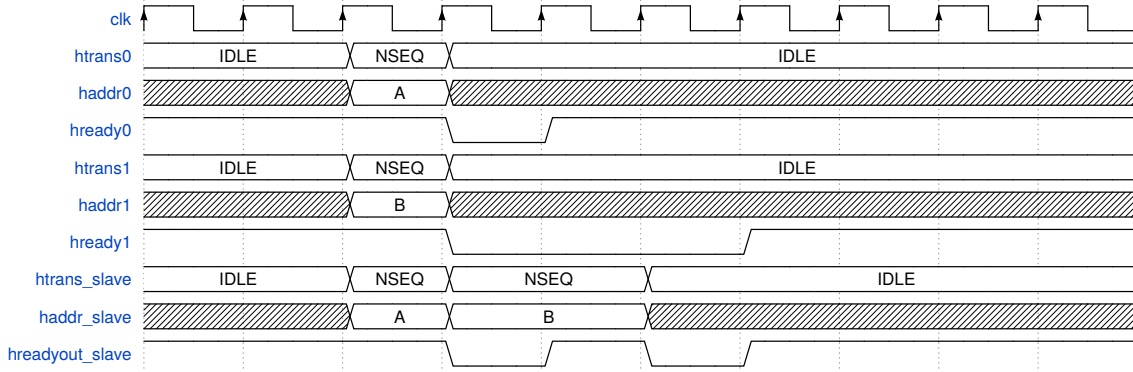 clk
htrans0 IDLE NSEQ IDLE
haddr0 A
hready0
htrans1 IDLE NSEQ IDLE
haddr1 B
hready1
htrans_slave IDLE NSEQ NSEQ IDLE
haddr_slave A B
hreadyout_slave